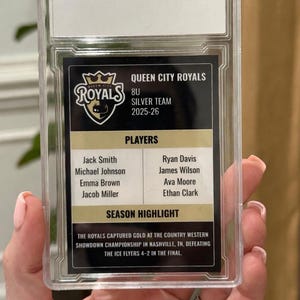 ROYALS
QUEEN CITY ROYALS
8U
SILVER TEAM
2025-26
PLAYERS
Jack Smith
Michael Johnson
Emma Brown
Jacob Miller
Ryan Davis
James Wilson
Ava Moore
Ethan Clark
SEASON HIGHLIGHT
THE ROYALS CAPTURED GOLD AT THE COUNTRY WESTERN
SHOWDOWN CHAMPIONSHIP IN NASHVILLE, TN, DEFEATING
THE ICE FLYERS 4-2 IN THE FINAL.